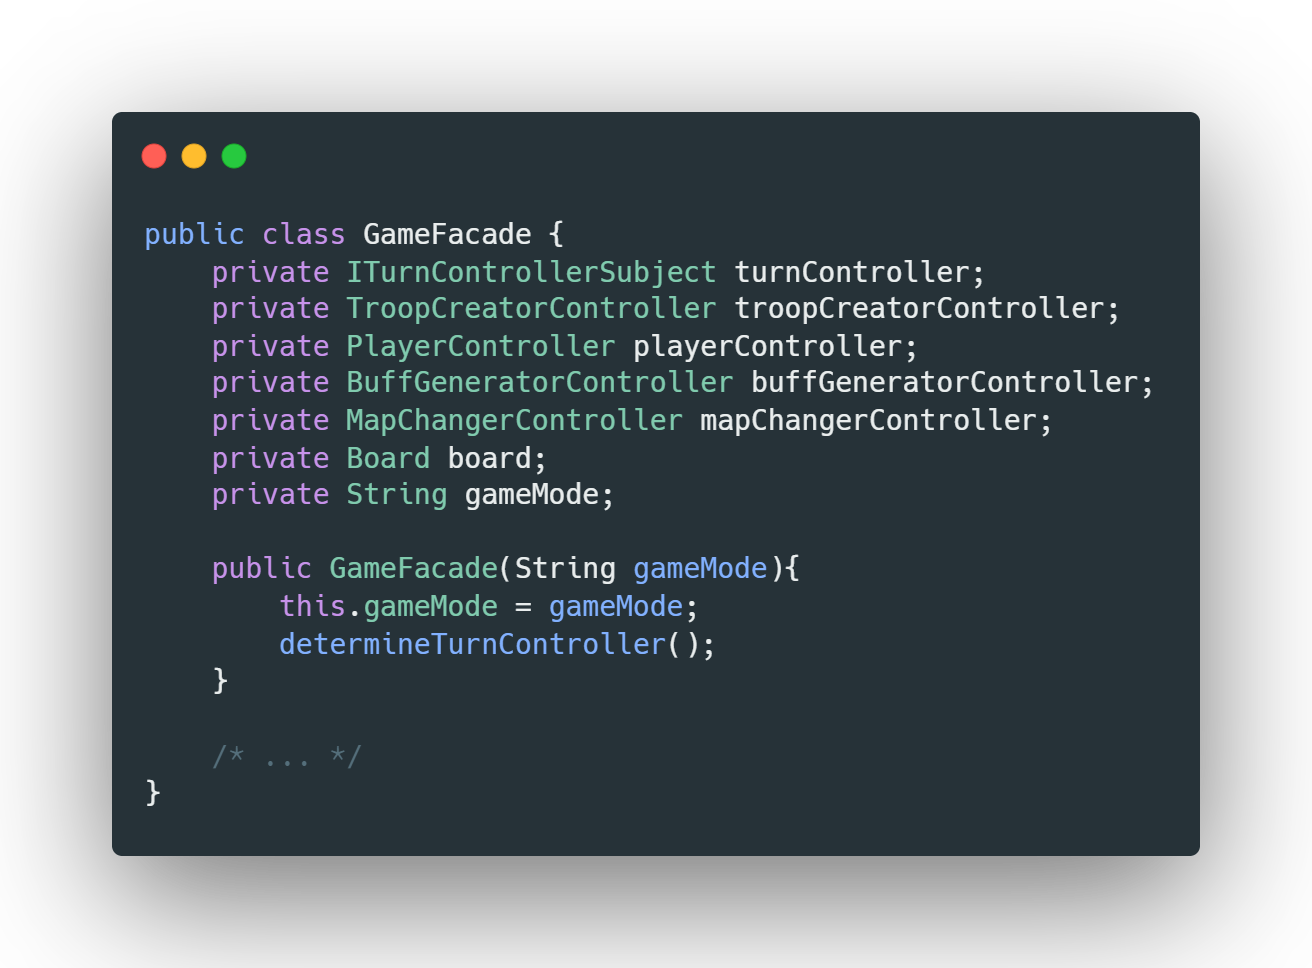 public class GameFacade {
    private ITurnControllerSubject turnController;
    private TroopCreatorController troopCreatorController;
    private PlayerController playerController;
    private BuffGeneratorController buffGeneratorController;
    private MapChangerController mapChangerController;
    private Board board;
    private String gameMode;

    public GameFacade(String gameMode){
        this.gameMode = gameMode;
        determineTurnController();
    }

    /* ... */
}